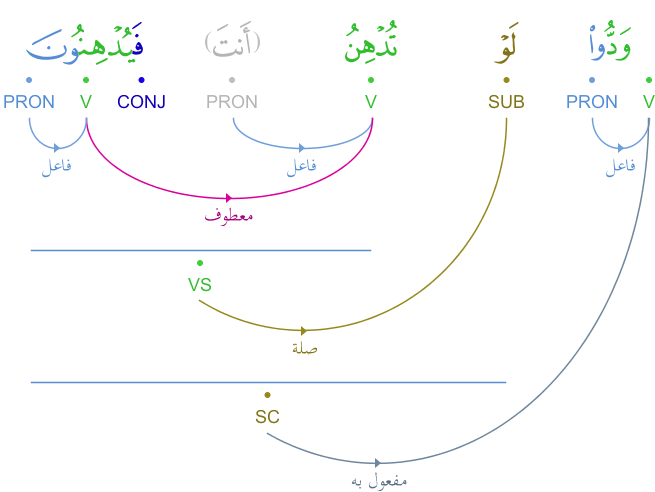 وَدُّوا۟ لَوْ تُدْهِنُ (أَنتَ) فَيُدْهِنُونَ
PRON V CONJ PRON V SUB PRON V
فاعل فاعل فاعل
معطوف
VS
صلة
SC
مفعول به